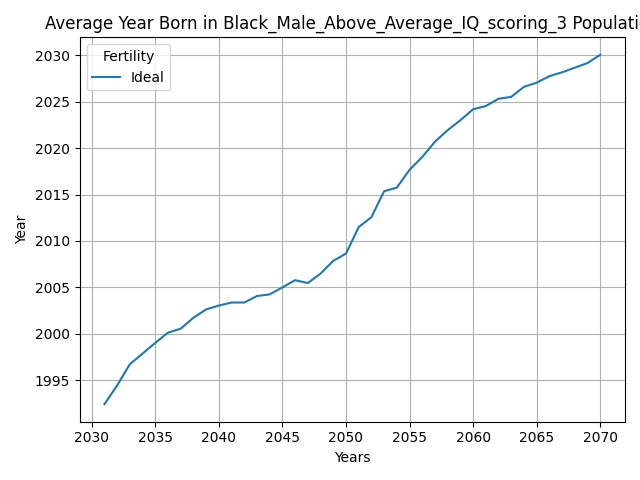 Average Year Born in Black_Male_Above_Average_IQ_scoring_3 Populati
Fertility
Ideal
Year
2030
2025
2020
2015
2010
2005
2000
1995
2030 2035 2040 2045 2050 2055 2060 2065 2070
Years